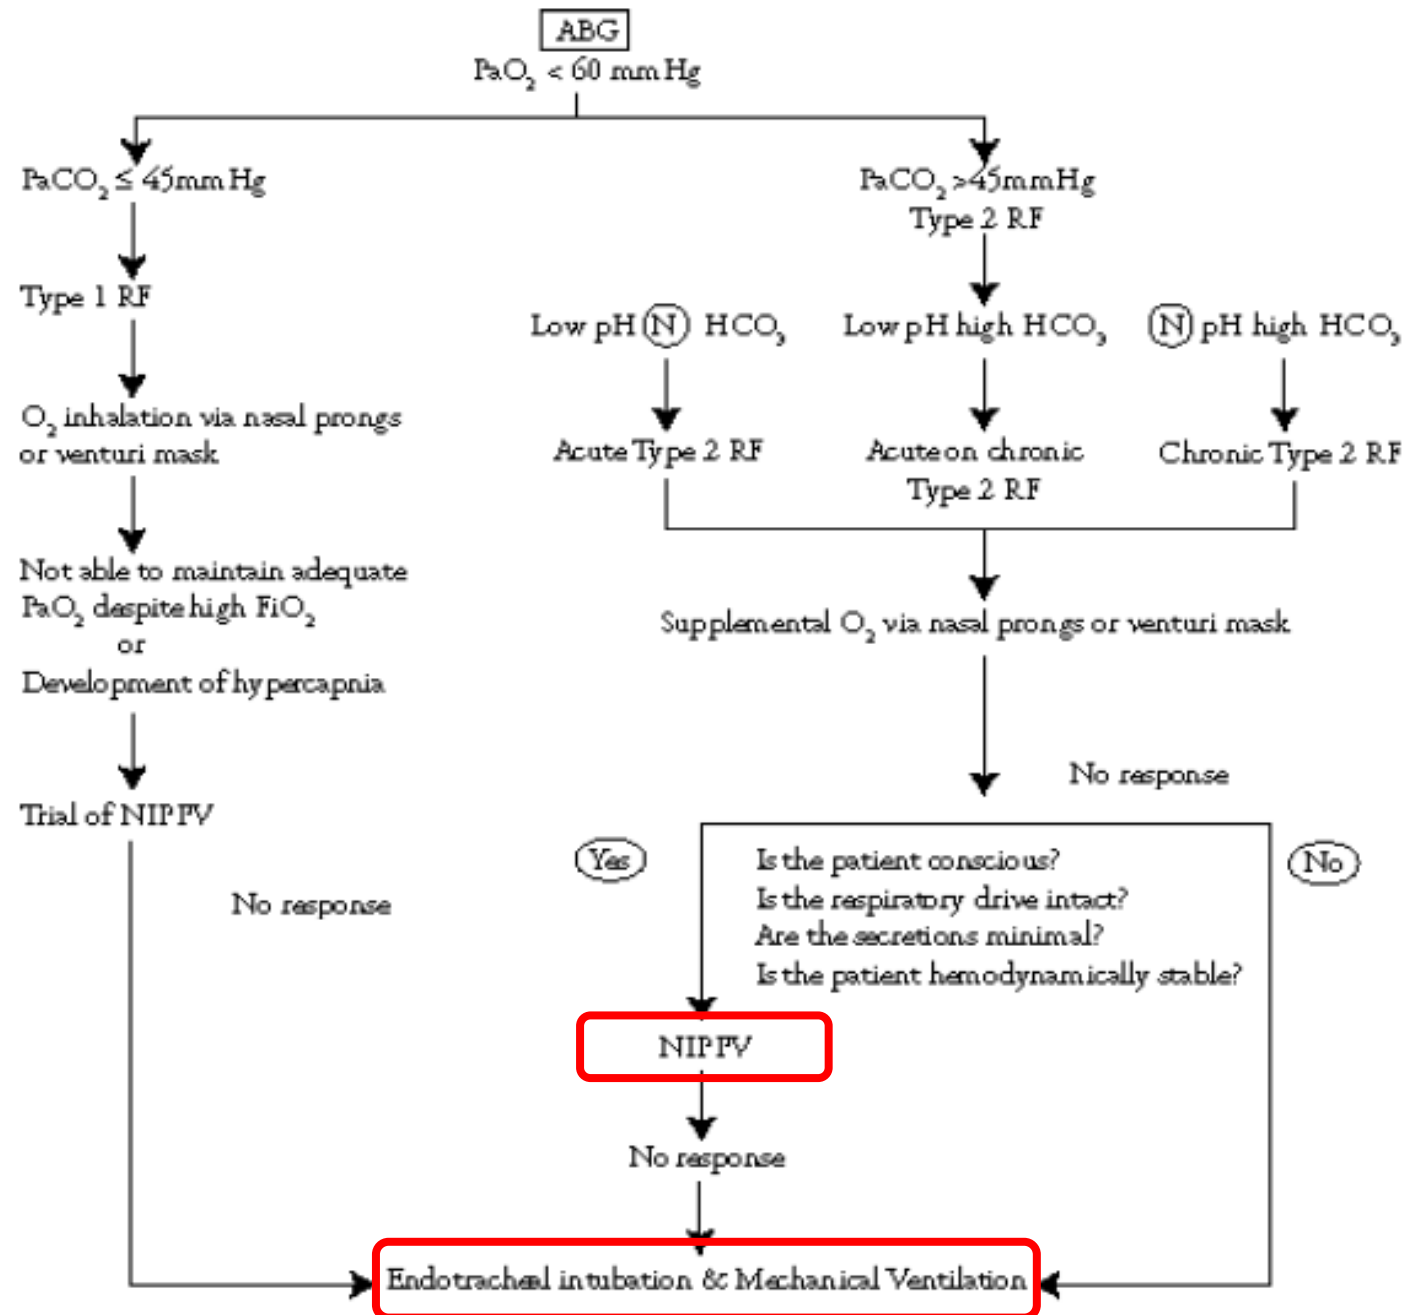 ABG
PaO₂ < 60 mm Hg
PaCO₂ ≤ 45mm Hg
Type 1 RF
O₂ inhalation via nasal prongs
or venturi mask
Not able to maintain adequate
PaO₂ despite high FiO₂
or
Development of hypercapnia
Trial of NIPPV
No response
PaCO₂ >45mmHg
Type 2 RF
Low pH N HCO₃
Low pH high HCO₃
N pH high HCO₃
Acute Type 2 RF
Acute on chronic
Type 2 RF
Chronic Type 2 RF
Supplemental O₂ via nasal prongs or venturi mask
No response
Yes
Is the patient conscious?
Is the respiratory drive intact?
Are the secretions minimal?
Is the patient hemodynamically stable?
No
NIPPV
No response
Endotracheal intubation & Mechanical Ventilation